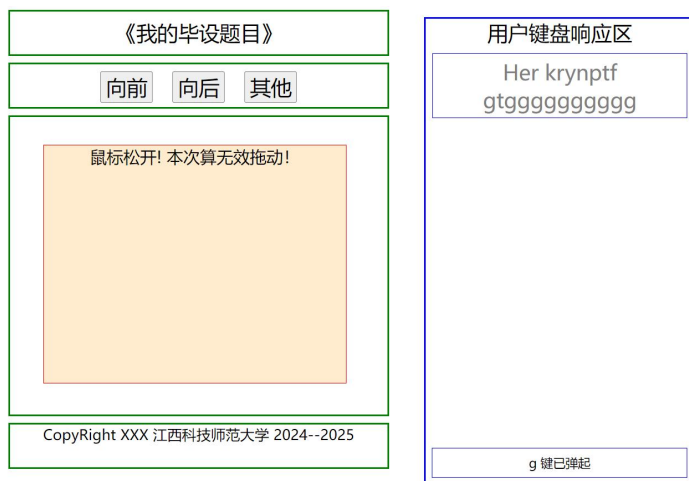 《我的毕设题目》
向前 向后 其他
鼠标松开! 本次算无效拖动!
CopyRight XXX 江西科技师范大学 2024--2025
用户键盘响应区
Her krynptf
gtgggggggggg
g 键已弹起